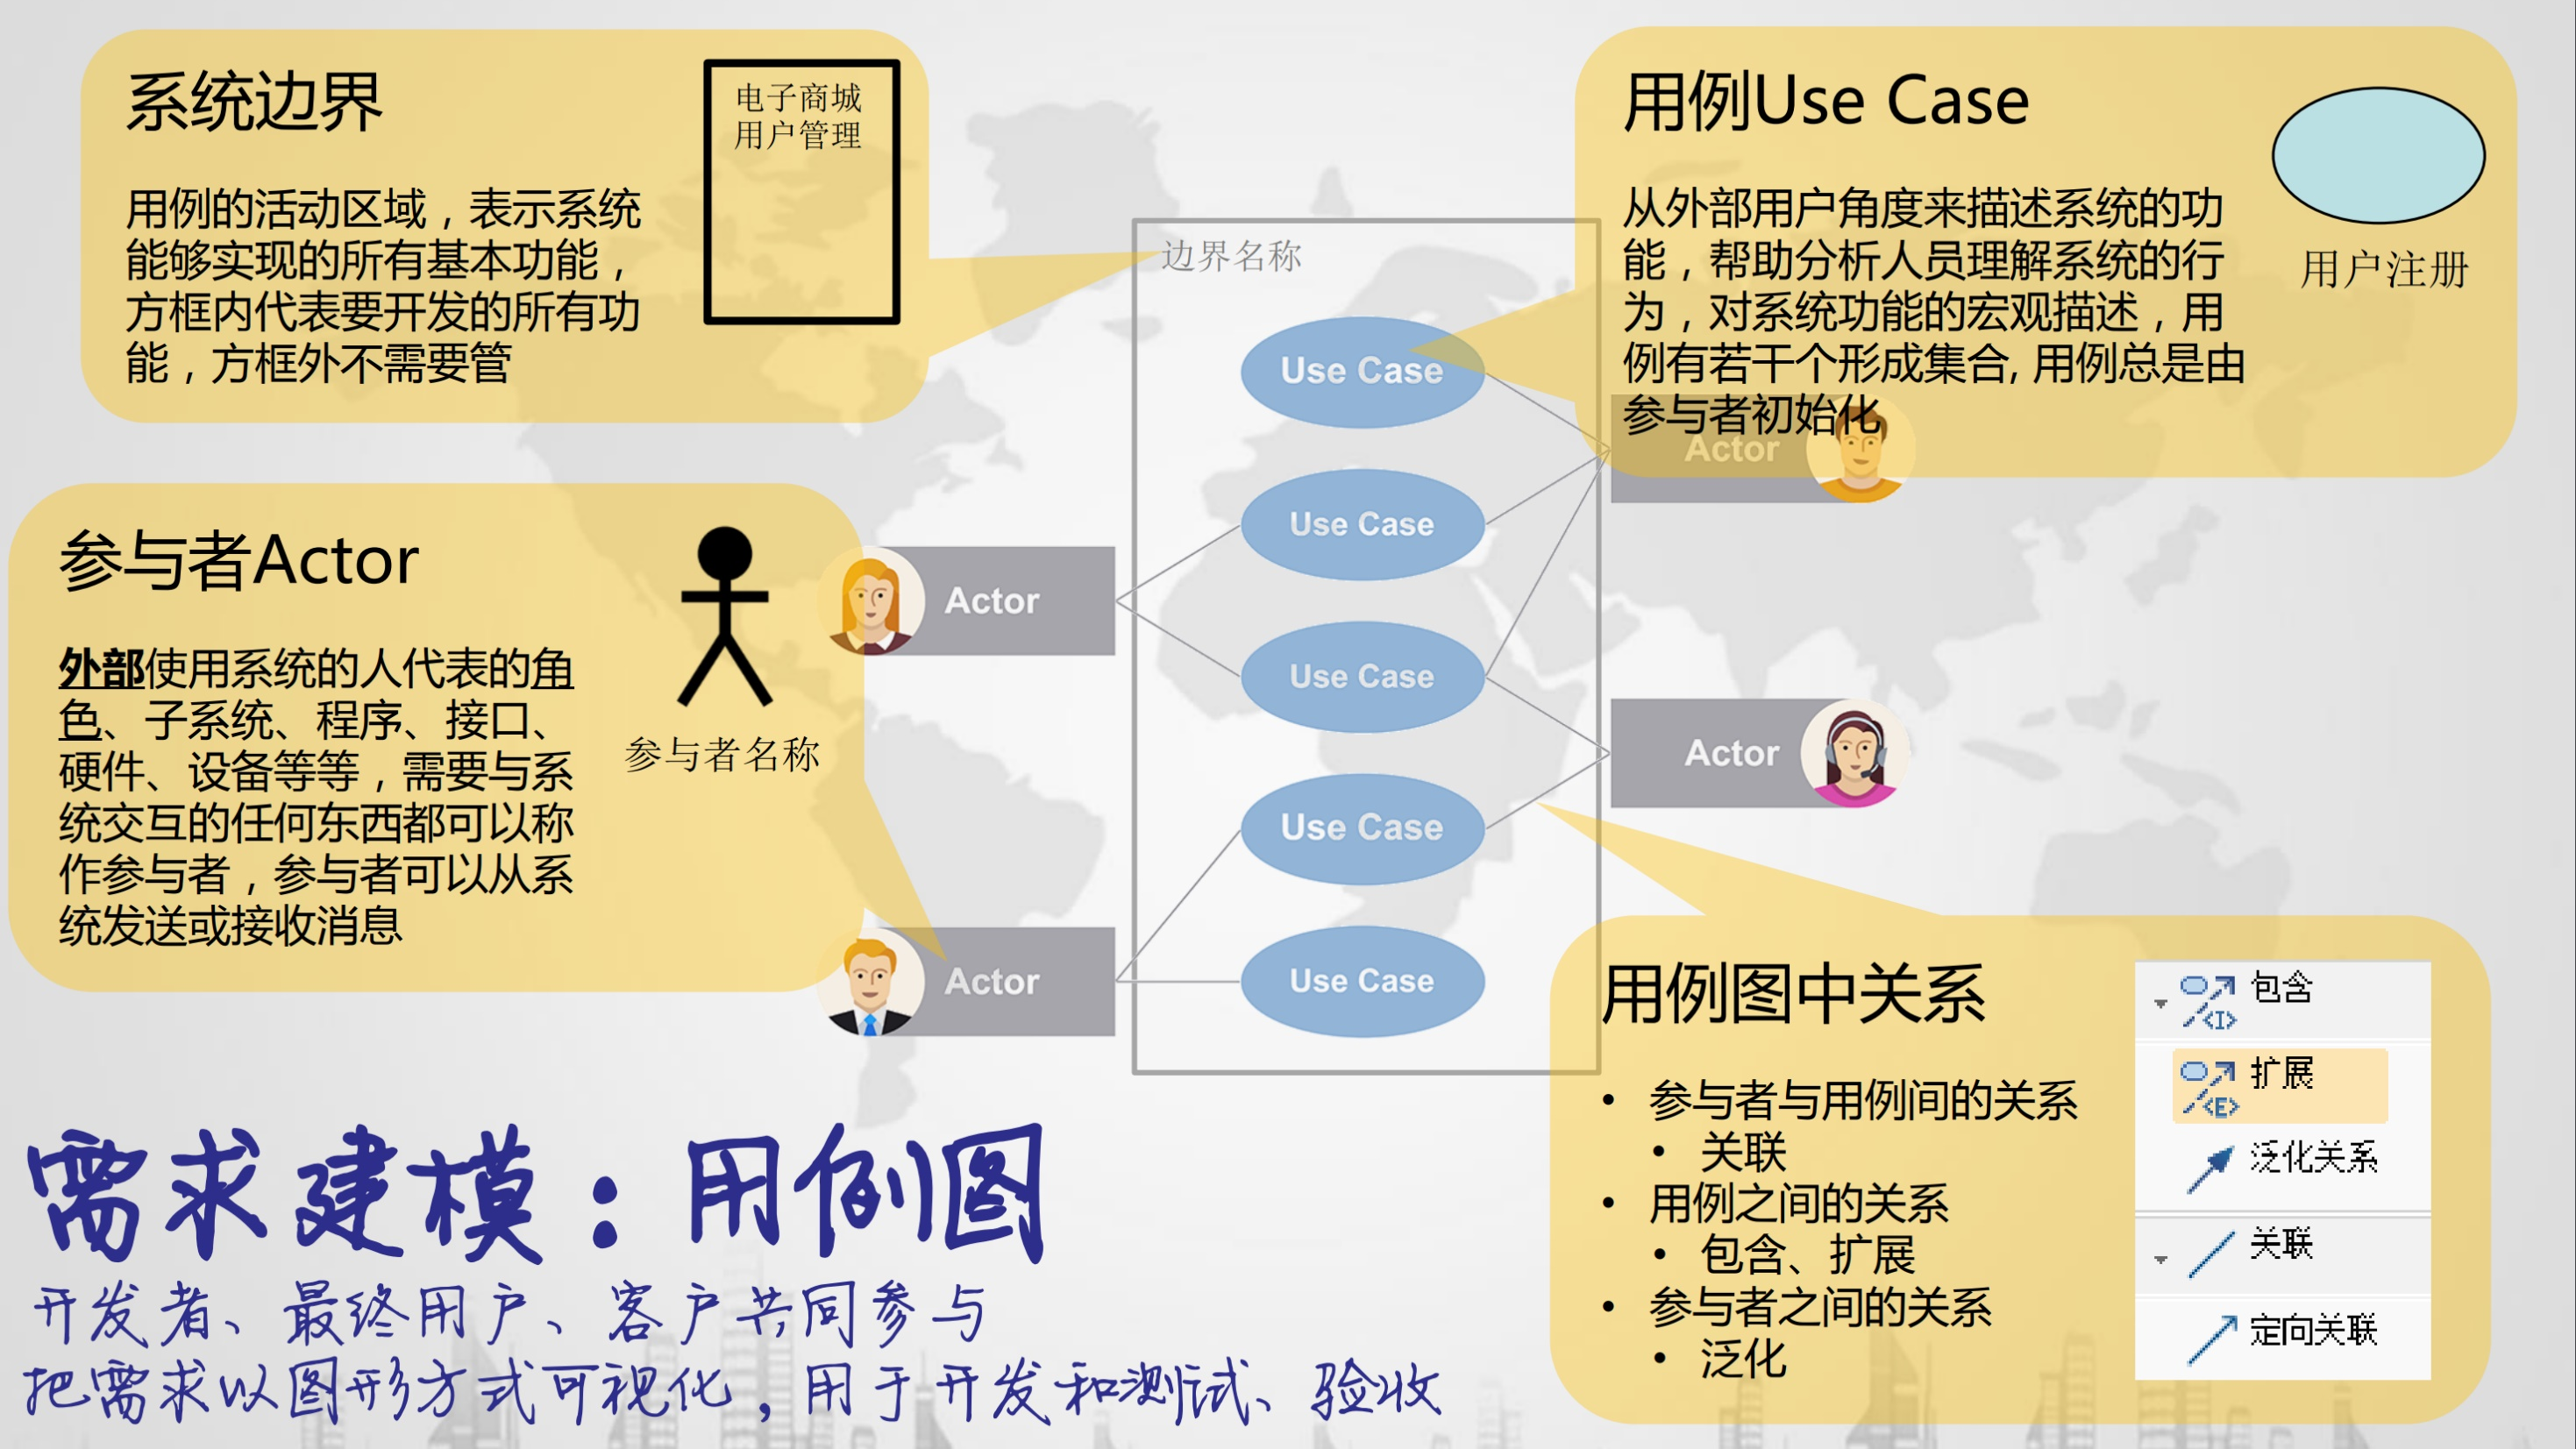 系统边界
电子商城
用户管理
用例的活动区域，表示系统
能够实现的所有基本功能，
方框内代表要开发的所有功
能，方框外不需要管
用例Use Case
从外部用户角度来描述系统的功
能，帮助分析人员理解系统的行
为，对系统功能的宏观描述，用
例有若干个形成集合, 用例总是由
参与者初始化
用户注册
边界名称
Use Case
Use Case
Use Case
Use Case
Use Case
Actor
Actor
Actor
Actor
参与者Actor
外部使用系统的人代表的角
色、子系统、程序、接口、
硬件、设备等等，需要与系
统交互的任何东西都可以称
作参与者，参与者可以从系
统发送或接收消息
参与者名称
用例图中关系
• 参与者与用例间的关系
• 关联
• 用例之间的关系
• 包含、扩展
• 参与者之间的关系
• 泛化
<I> 包含
<E> 扩展
泛化关系
关联
定向关联
需求建模：用例图
开发者、最终用户、客户共同参与
把需求以图形方式可视化，用于开发和测试、验收